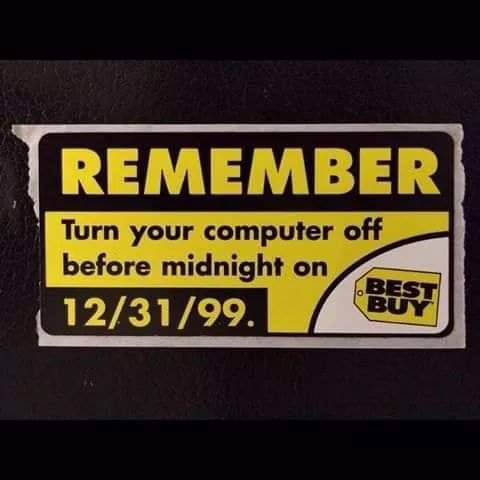 REMEMBER
Turn your computer off
before midnight on
12/31/99.
BEST
BUY